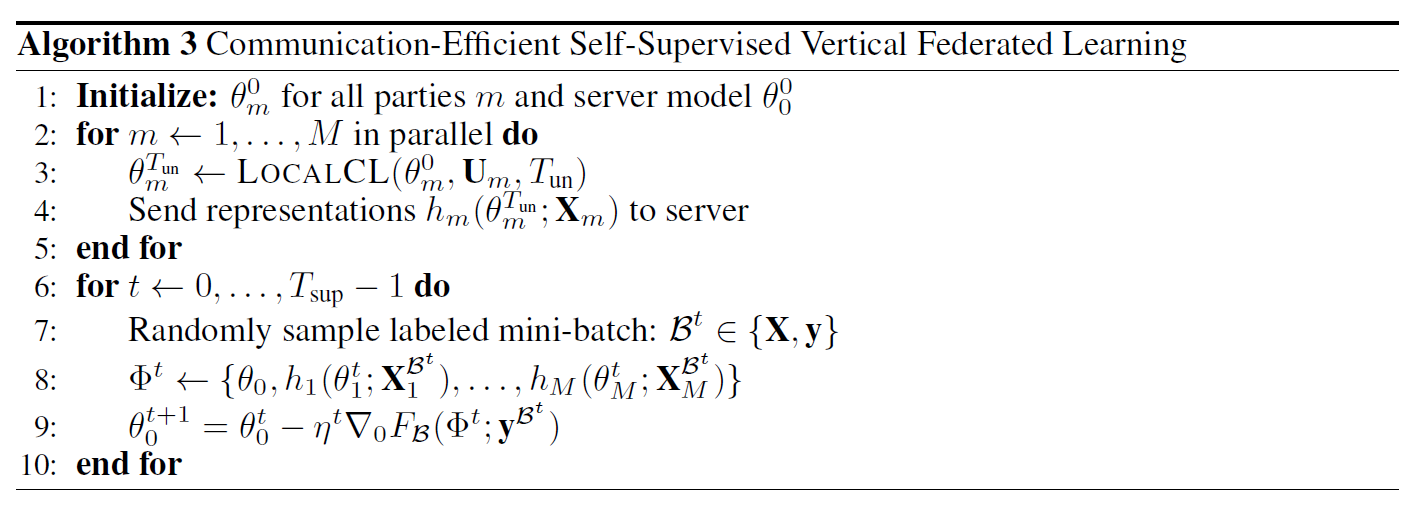 Algorithm 3 Communication-Efficient Self-Supervised Vertical Federated Learning
1: Initialize: $\theta_m^0$ for all parties $m$ and server model $\theta_0^0$
2: for $m \leftarrow 1, \ldots, M$ in parallel do
3: $\theta_m^{T_{\text{un}}} \leftarrow \text{LOCALCL}(\theta_m^0, \mathbf{U}_m, T_{\text{un}})$
4: Send representations $h_m(\theta_m^{T_{\text{un}}}; \mathbf{X}_m)$ to server
5: end for
6: for $t \leftarrow 0, \ldots, T_{\text{sup}} - 1$ do
7: Randomly sample labeled mini-batch: $\mathcal{B}^t \in \{\mathbf{X}, \mathbf{y}\}$
8: $\Phi^t \leftarrow \{\theta_0, h_1(\theta_1^t; \mathbf{X}_1^{\mathcal{B}^t}), \ldots, h_M(\theta_M^t; \mathbf{X}_M^{\mathcal{B}^t})\}$
9: $\theta_0^{t+1} = \theta_0^t - \eta^t \nabla_0 F_{\mathcal{B}}(\Phi^t; \mathbf{y}^{\mathcal{B}^t})$
10: end for